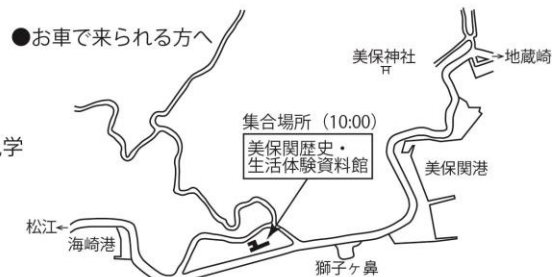 ●お車で来られる方へ
学
美保神社
→地蔵崎
集合場所（10:00）
美保関歴史・
生活体験資料館
美保関港
松江←
海崎港
獅子ヶ鼻